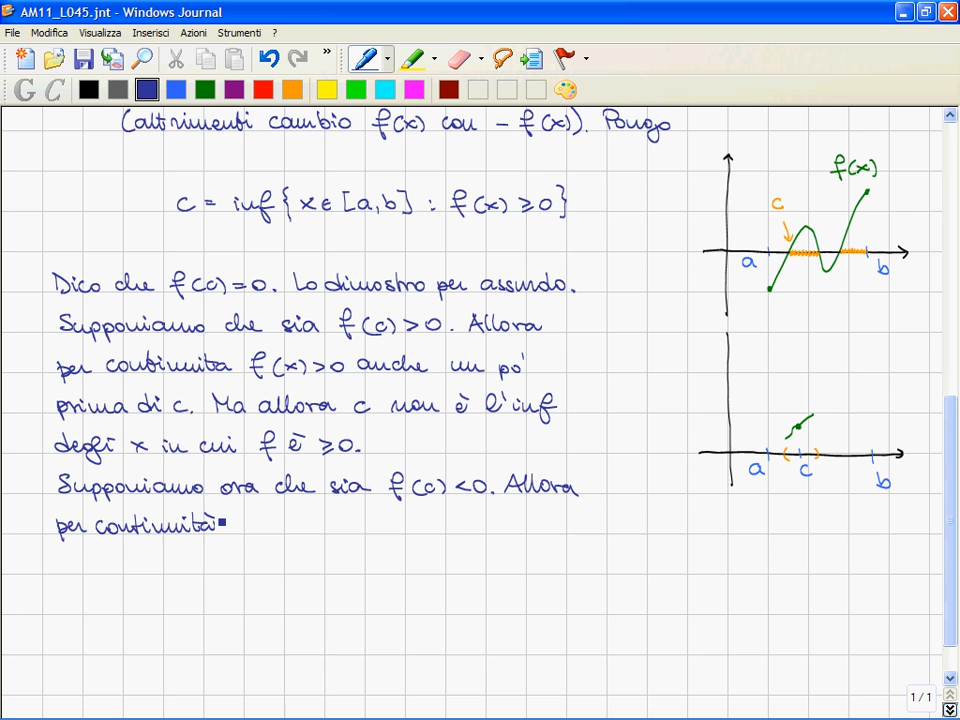 AM11_L045.jnt - Windows Journal
File Modifica Visualizza Inserisci Azioni Strumenti ?
(altrimenti cambio f(x) con - f(x)). Pongo
c = inf{ x ∈ [a,b] : f(x) ≥ 0 }
Dico che f(c) = 0. Lo dimostro per assurdo.
Supponiamo che sia f(c) > 0. Allora
per continuita f(x) > 0 anche un po'
prima di c. Ma allora c non è l'inf
degli x in cui f è ≥ 0.
Supponiamo ora che sia f(c) < 0. Allora
per continuità
f(x)
c
a
b
a
c
b
1 / 1